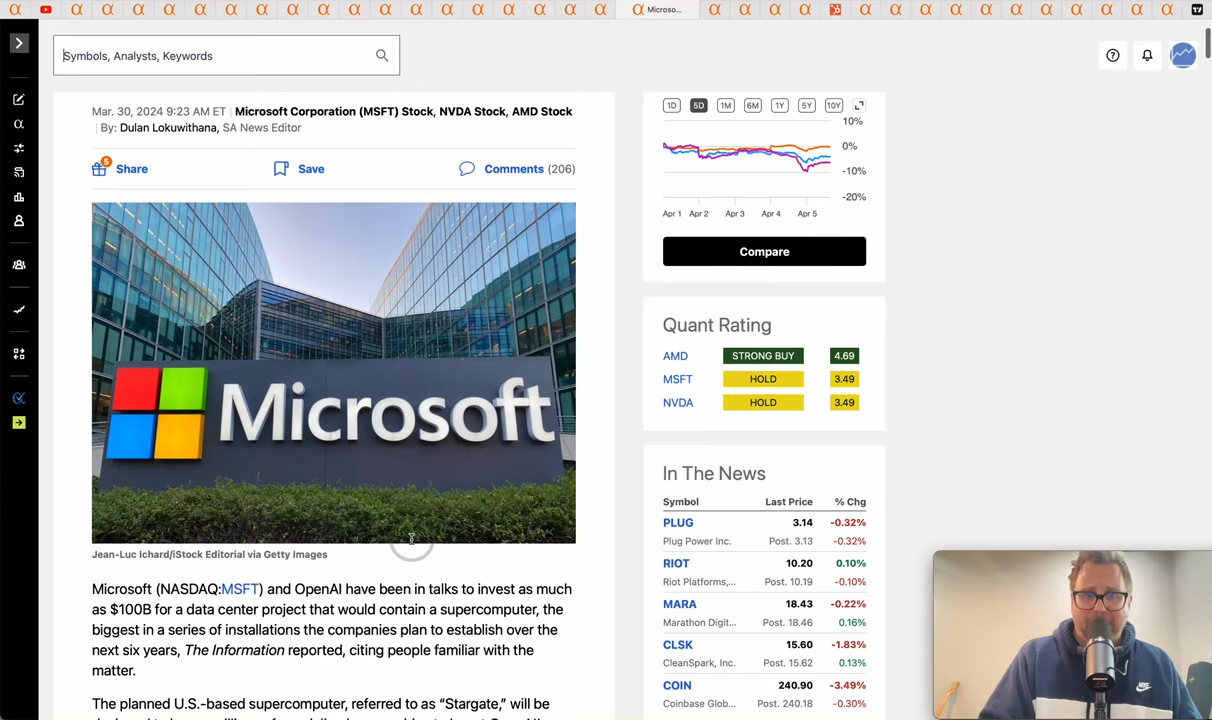 Microso...
Symbols, Analysts, Keywords
Mar. 30, 2024 9:23 AM ET | Microsoft Corporation (MSFT) Stock, NVDA Stock, AMD Stock
| By: Dulan Lokuwithana, SA News Editor
5
Share
Save
Comments (206)
Microsoft
Jean-Luc Ichard/iStock Editorial via Getty Images
Microsoft (NASDAQ:MSFT) and OpenAI have been in talks to invest as much
as $100B for a data center project that would contain a supercomputer, the
biggest in a series of installations the companies plan to establish over the
next six years, The Information reported, citing people familiar with the
matter.
The planned U.S.-based supercomputer, referred to as “Stargate,” will be
1D 5D 1M 6M 1Y 5Y 10Y
10%
0%
-10%
-20%
Apr 1 Apr 2 Apr 3 Apr 4 Apr 5
Compare
Quant Rating
AMD STRONG BUY 4.69
MSFT HOLD 3.49
NVDA HOLD 3.49
In The News
Symbol Last Price % Chg
PLUG 3.14 -0.32%
Plug Power Inc. Post. 3.13 -0.32%
RIOT 10.20 0.10%
Riot Platforms,... Post. 10.19 -0.10%
MARA 18.43 -0.22%
Marathon Digit... Post. 18.46 0.16%
CLSK 15.60 -1.83%
CleanSpark, Inc. Post. 15.62 0.13%
COIN 240.90 -3.49%
Coinbase Glob... Post. 240.18 -0.30%